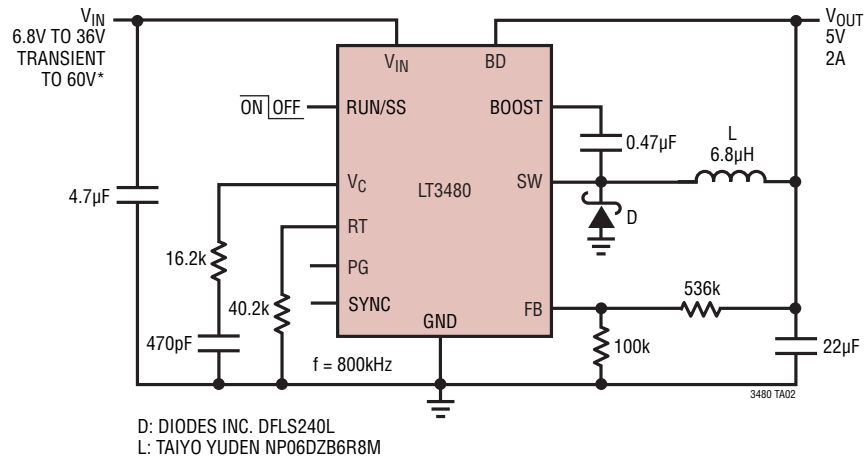 VIN
6.8V TO 36V
TRANSIENT
TO 60V*
VOUT
5V
2A
VIN
BD
ON OFF
RUN/SS
BOOST
0.47µF
L
6.8µH
4.7µF
VC
LT3480
SW
D
RT
16.2k
PG
40.2k
536k
SYNC
FB
GND
470pF
f = 800kHz
100k
22µF
3480 TA02
D: DIODES INC. DFLS240L
L: TAIYO YUDEN NP06DZB6R8M